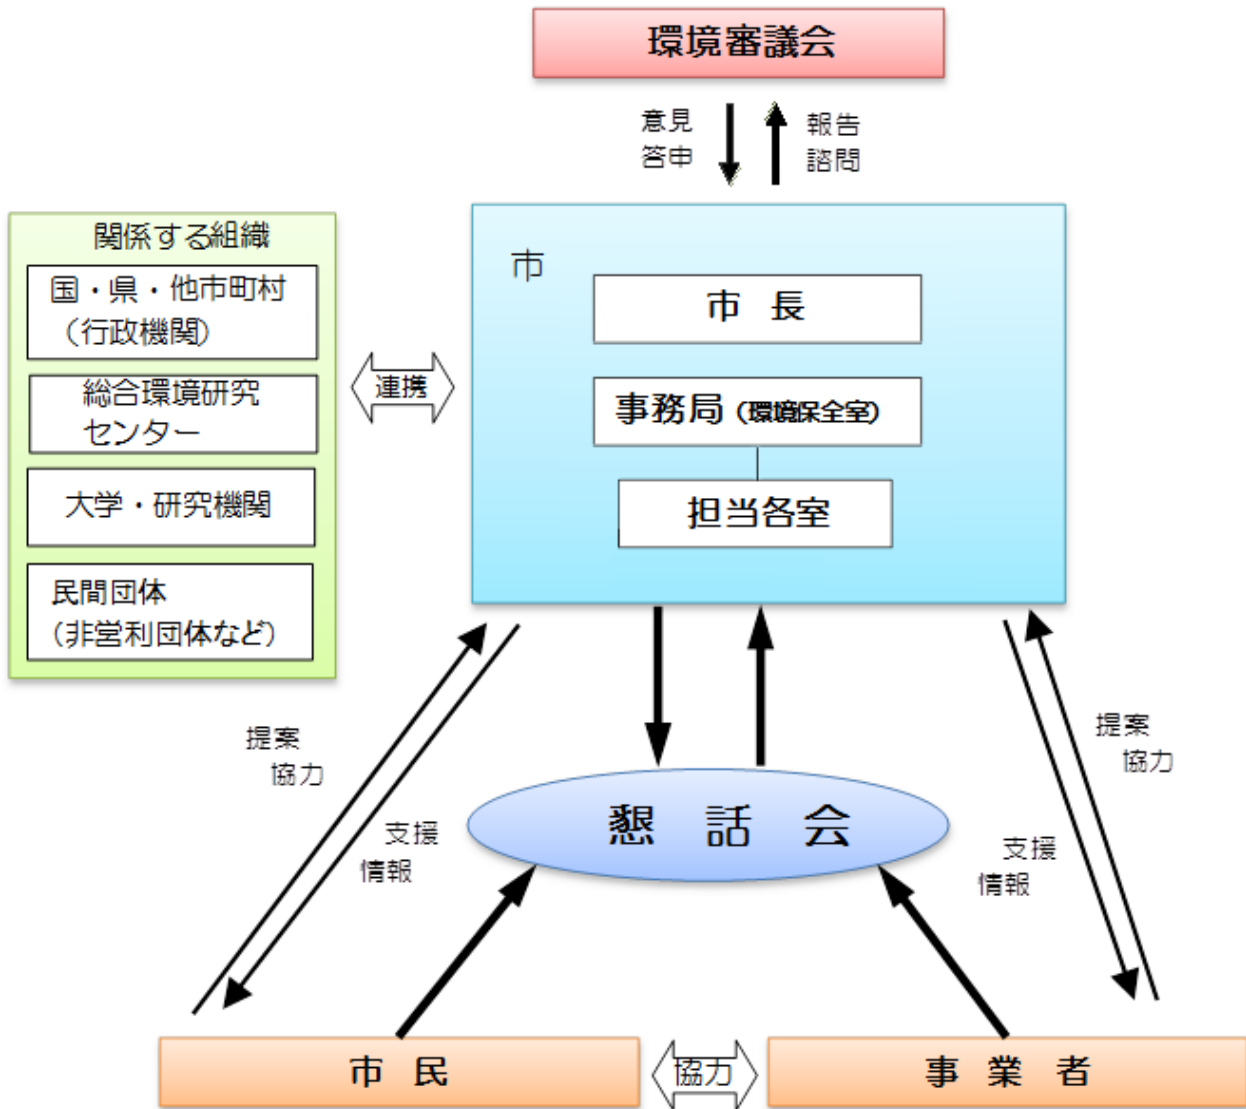 環境審議会
意見
答申
報告
諮問
関係する組織
国・県・他市町村
（行政機関）
総合環境研究
センター
大学・研究機関
民間団体
（非営利団体など）
連携
市
市 長
事務局（環境保全室）
担当各室
提案
協力
支援
情報
懇 話 会
提案
協力
支援
情報
市 民
協力
事 業 者